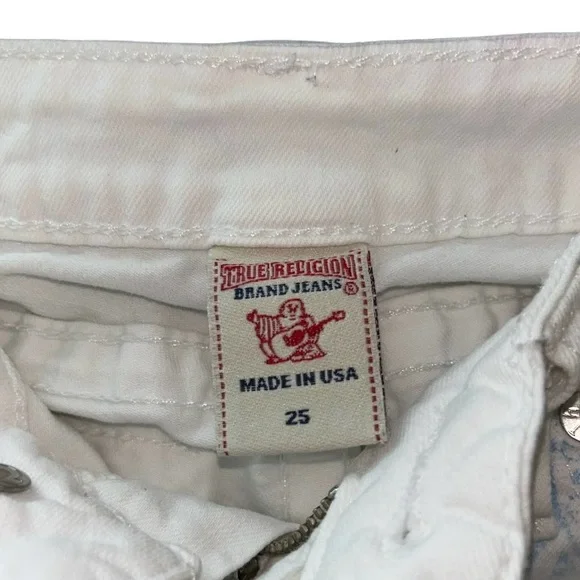 TRUE RELIGION
BRAND JEANS ®
MADE IN USA
25